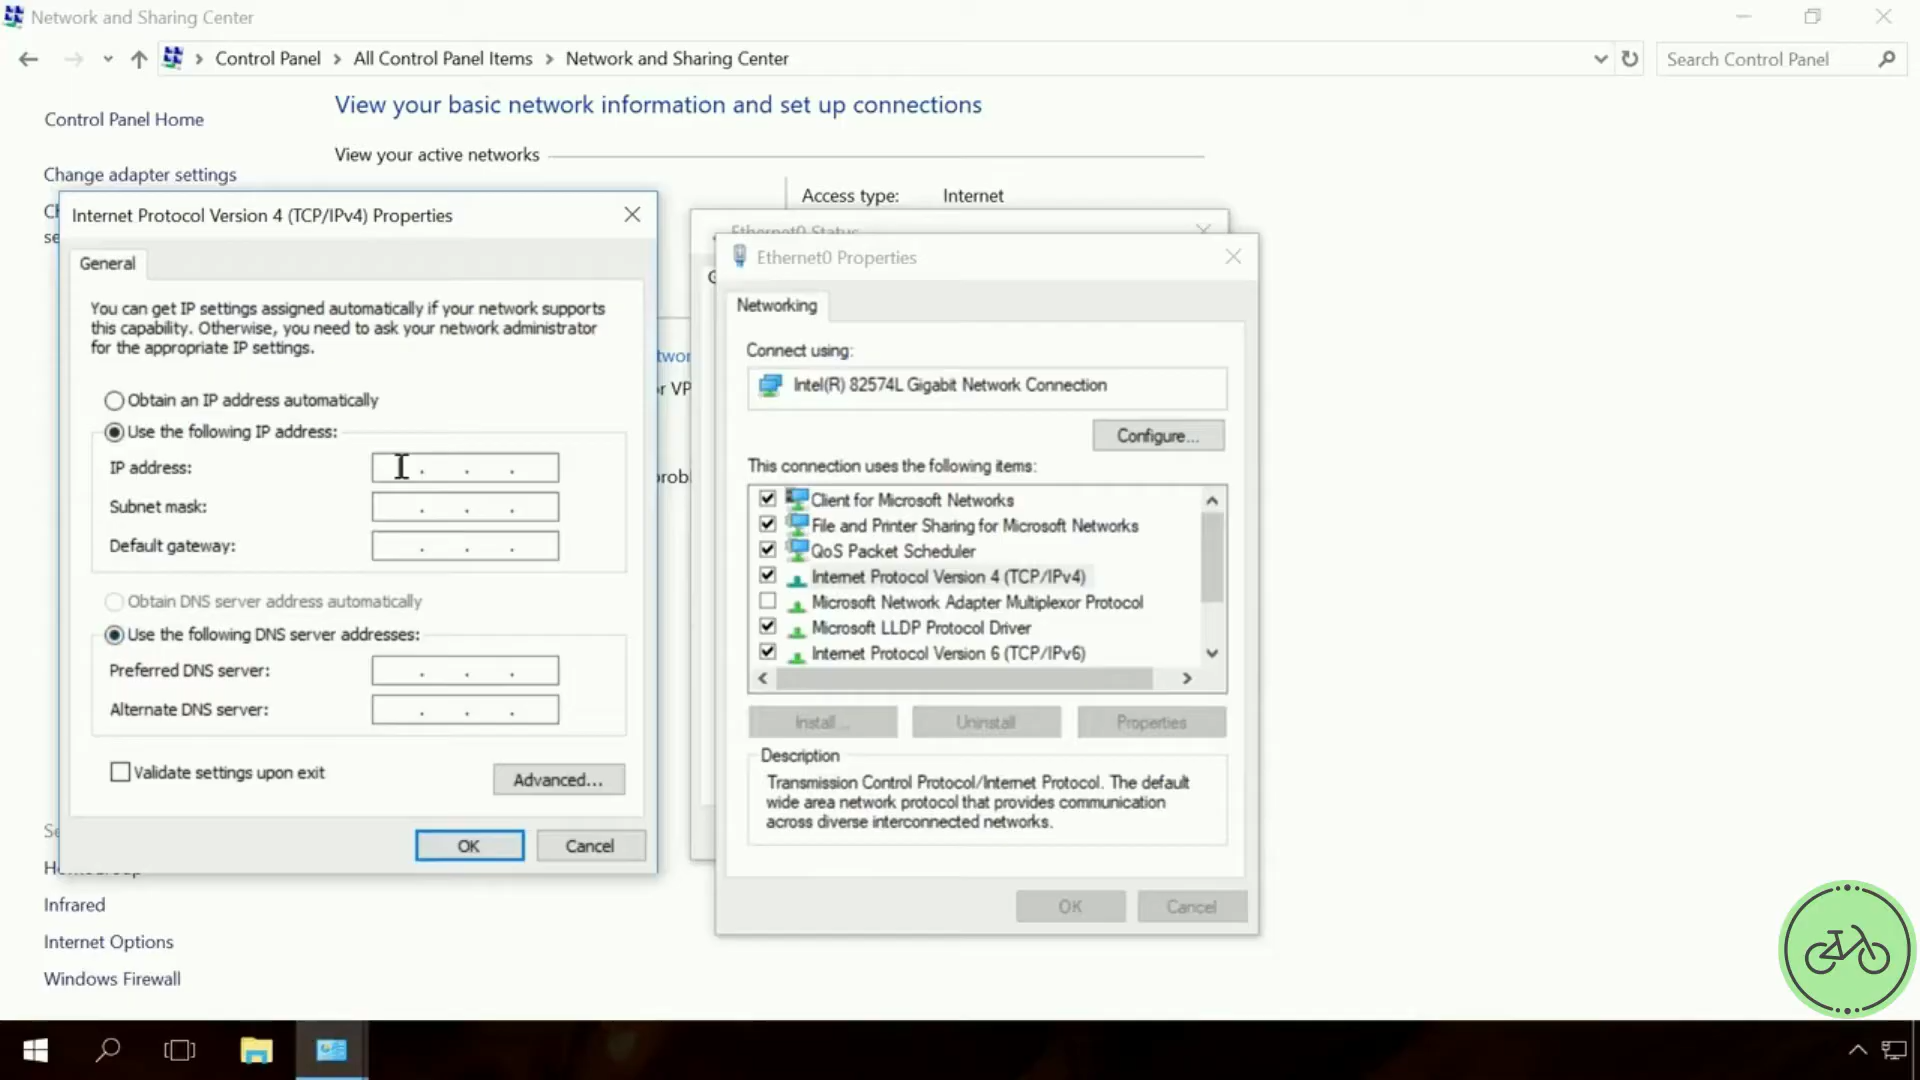 Network and Sharing Center
Control Panel > All Control Panel Items > Network and Sharing Center
Search Control Panel
Control Panel Home
Change adapter settings
View your basic network information and set up connections
View your active networks
Access type: Internet
Internet Protocol Version 4 (TCP/IPv4) Properties
General
You can get IP settings assigned automatically if your network supports
this capability. Otherwise, you need to ask your network administrator
for the appropriate IP settings.
Obtain an IP address automatically
Use the following IP address:
IP address:
Subnet mask:
Default gateway:
Obtain DNS server address automatically
Use the following DNS server addresses:
Preferred DNS server:
Alternate DNS server:
Validate settings upon exit
Advanced...
OK
Cancel
Ethernet0 Status
Ethernet0 Properties
Networking
Connect using:
Intel(R) 82574L Gigabit Network Connection
Configure...
This connection uses the following items:
Client for Microsoft Networks
File and Printer Sharing for Microsoft Networks
QoS Packet Scheduler
Internet Protocol Version 4 (TCP/IPv4)
Microsoft Network Adapter Multiplexor Protocol
Microsoft LLDP Protocol Driver
Internet Protocol Version 6 (TCP/IPv6)
Install...
Uninstall
Properties
Description
Transmission Control Protocol/Internet Protocol. The default
wide area network protocol that provides communication
across diverse interconnected networks.
OK
Cancel
HomeGroup
Infrared
Internet Options
Windows Firewall